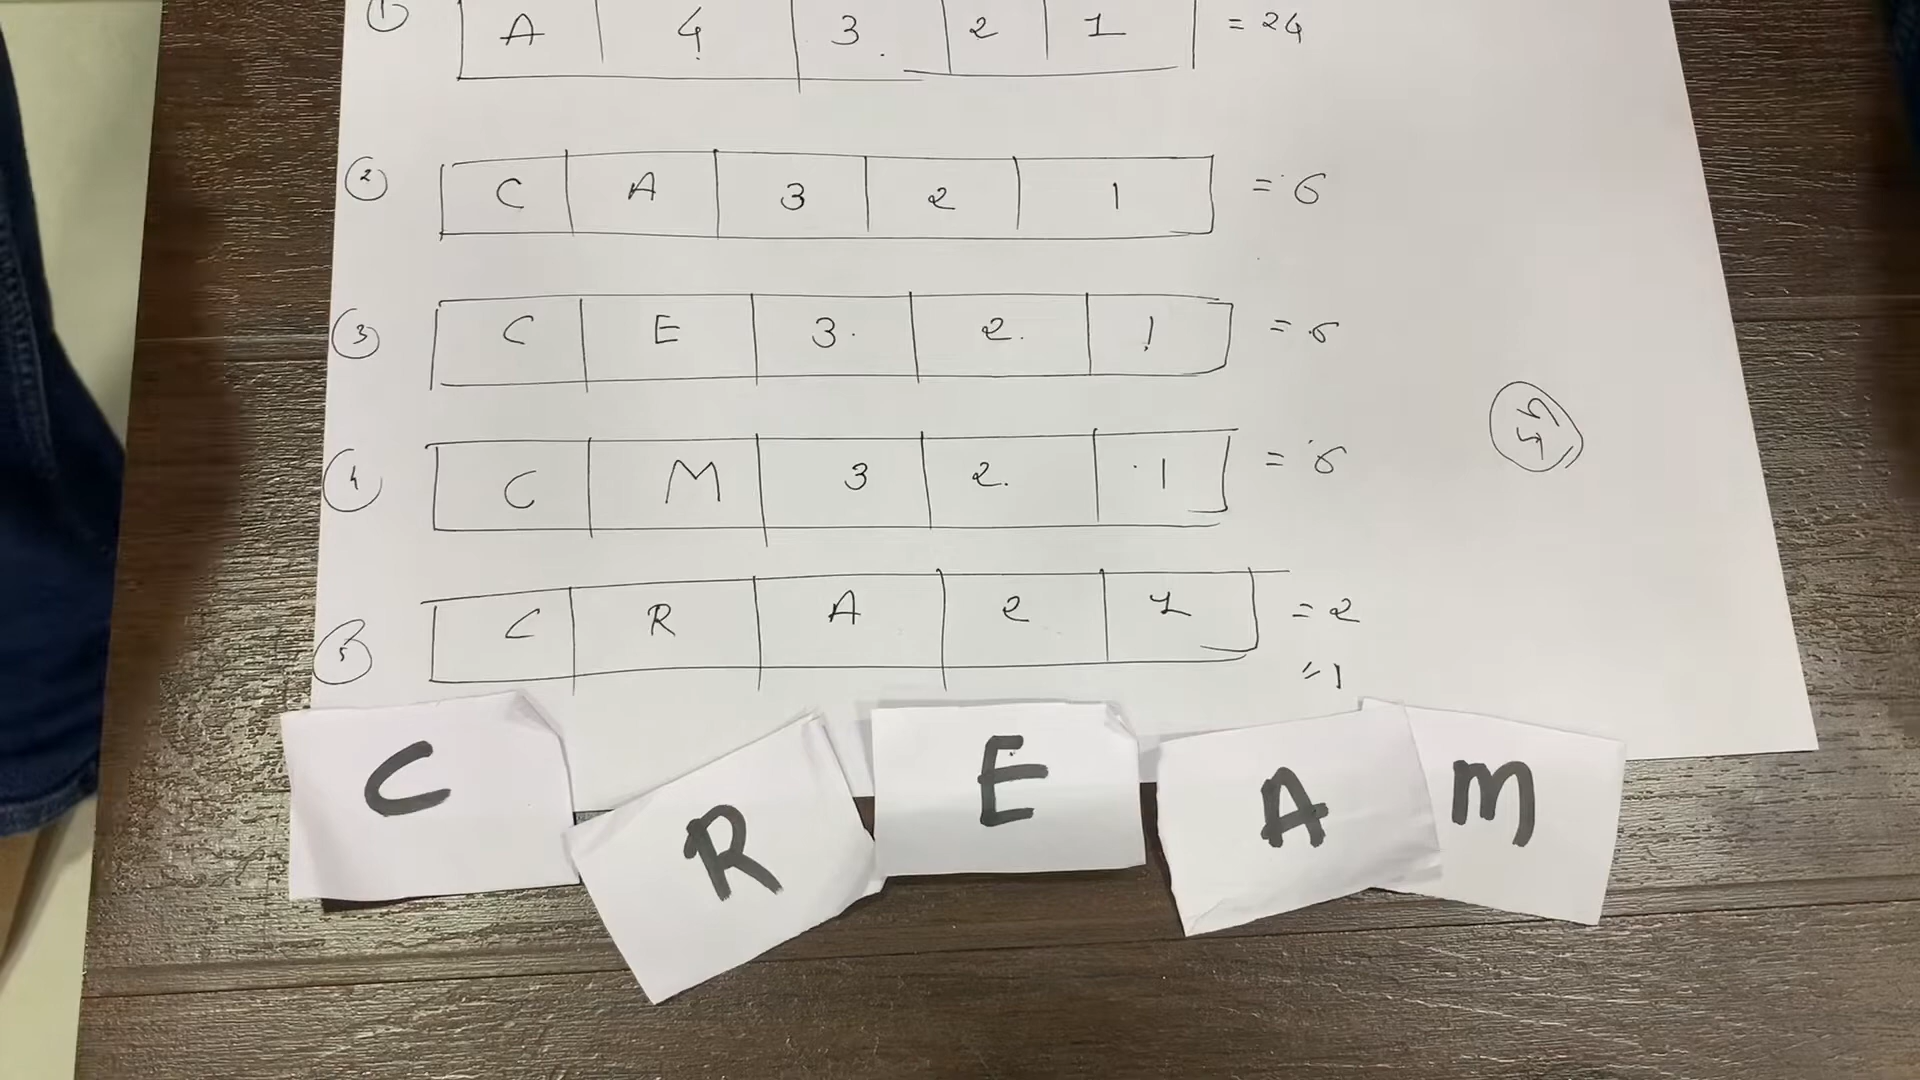 ① A 4 3 2 1 = 24
② C A 3 2 1 = 6
③ C E 3 2 1 = 6
④ C M 3 2 1 = 6
⑤ C R A 2 1 = 2
= 1
45
C R E A M